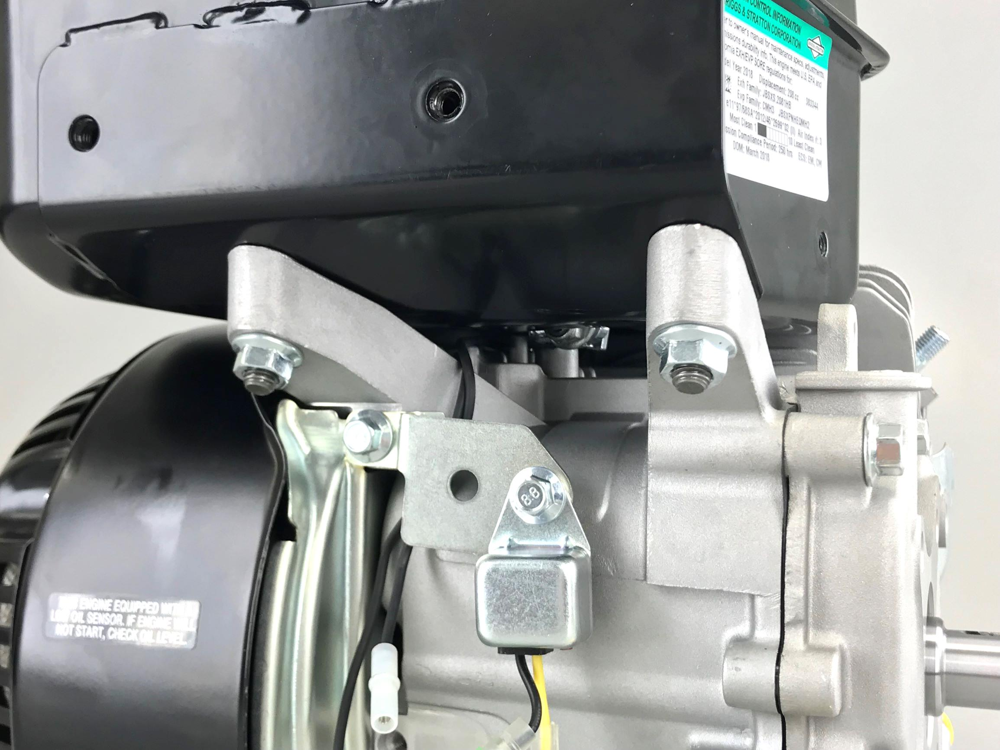 N CONTROL INFORMATION
RIGGS & STRATTON CORPORATION
er to owner's manual for maintenance specs, adjustments
missions durability info. This engine meets U.S. EPA and
ornia EXH/EVP SORE regulations for:
del Year 2018 Displacement: 208 cc 383344
Exh Family: JBSXS.2081HB
Evp Family: CMH3 JBSXPNHEQMH2
e11*97/68SA*2012/46*2699*02 (II) Air Index #: 3
Most Clean 1 10 Least Clean
ssion Compliance Period: 250 hrs ECS: EM, CM
DOM: March 2018
8.8
THIS ENGINE EQUIPPED WITH A
LOW OIL SENSOR. IF ENGINE WILL
NOT START, CHECK OIL LEVEL.